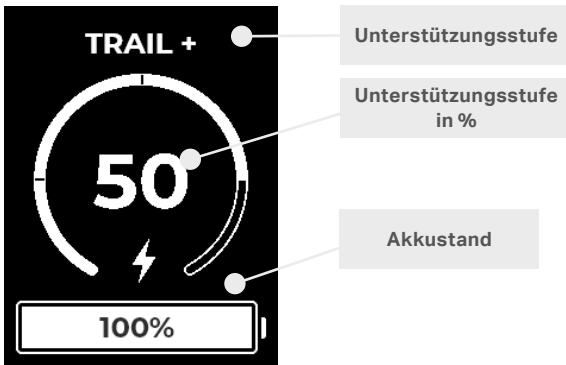 TRAIL +
Unterstützungsstufe
Unterstützungsstufe
in %
50
Akkustand
100%